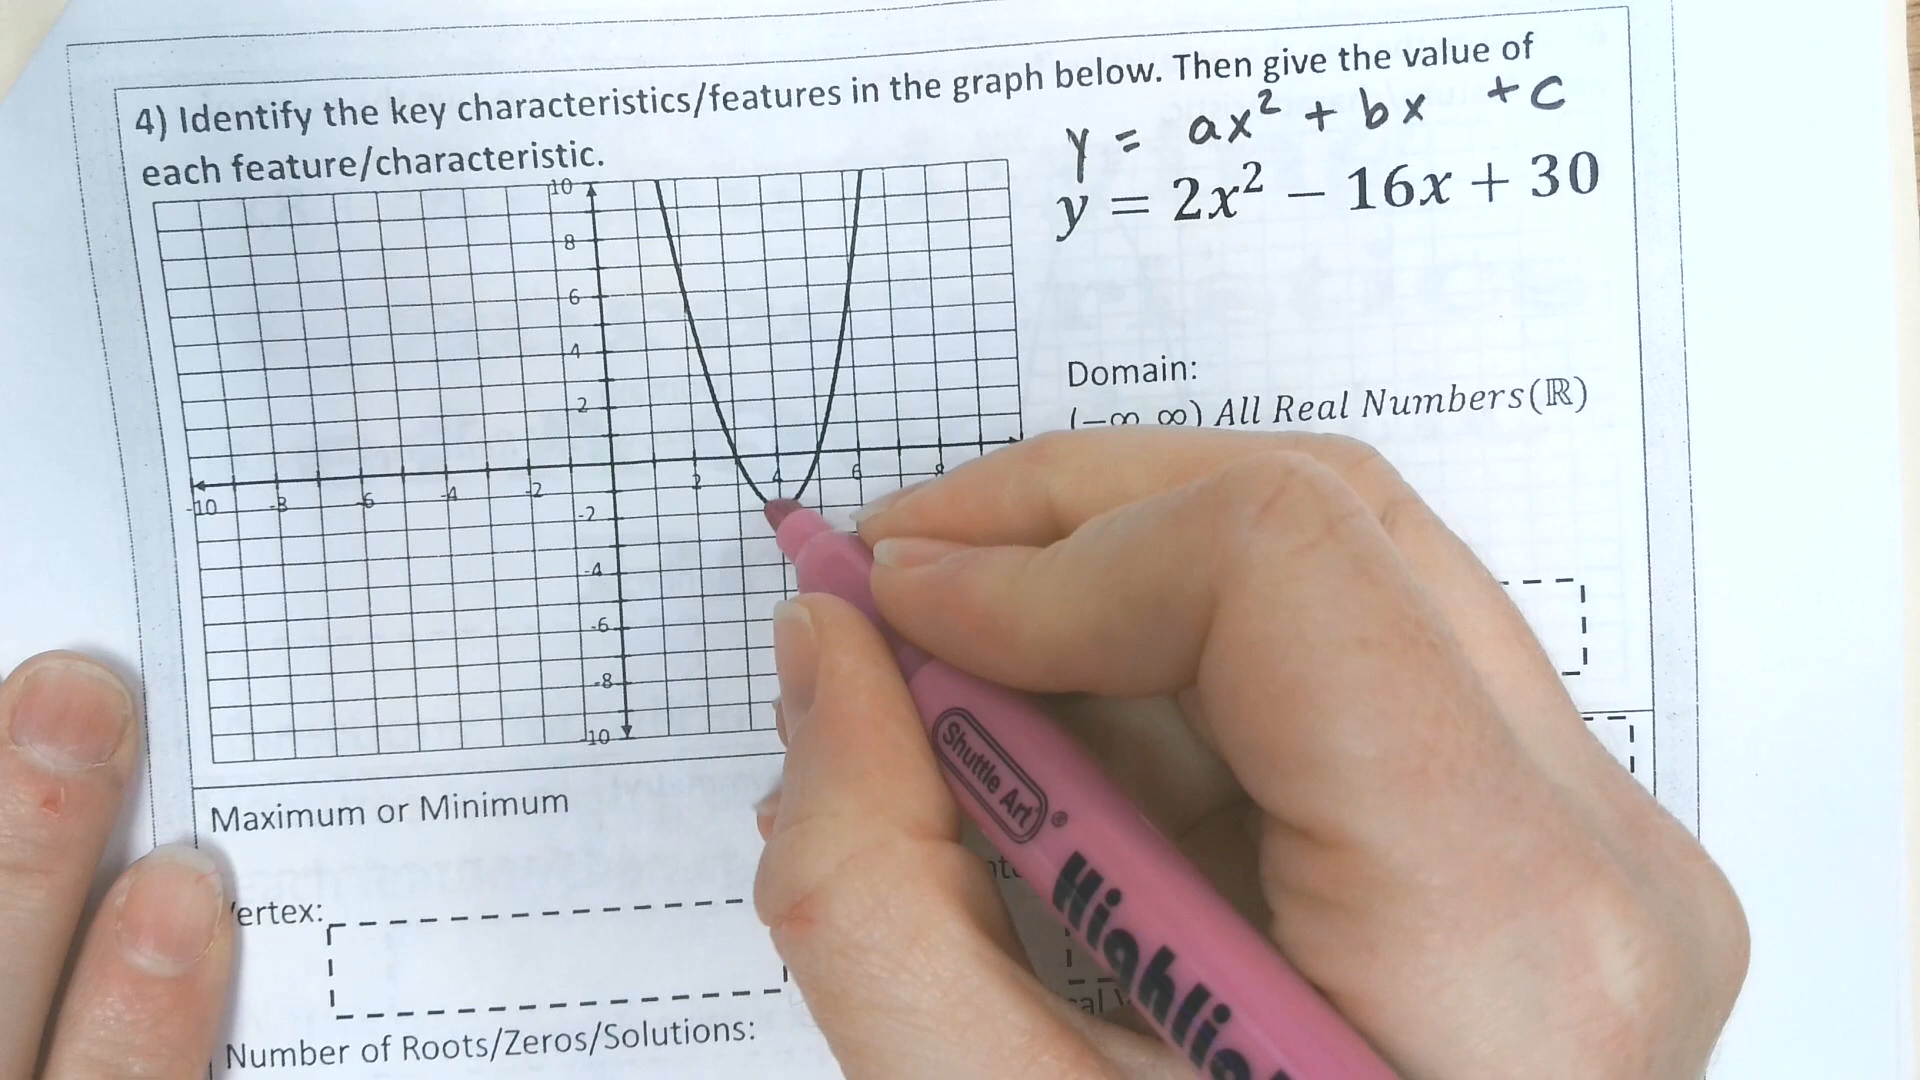 4) Identify the key characteristics/features in the graph below. Then give the value of
each feature/characteristic.
y = ax² + bx + c
y = 2x² − 16x + 30
10
8
6
4
2
-10 -8 -6 -4 -2 2 4 6 8
-2
-4
-6
-8
10
Domain:
(−∞ ∞) All Real Numbers(ℝ)
Maximum or Minimum
ertex:
Number of Roots/Zeros/Solutions:
Shuttle Art®